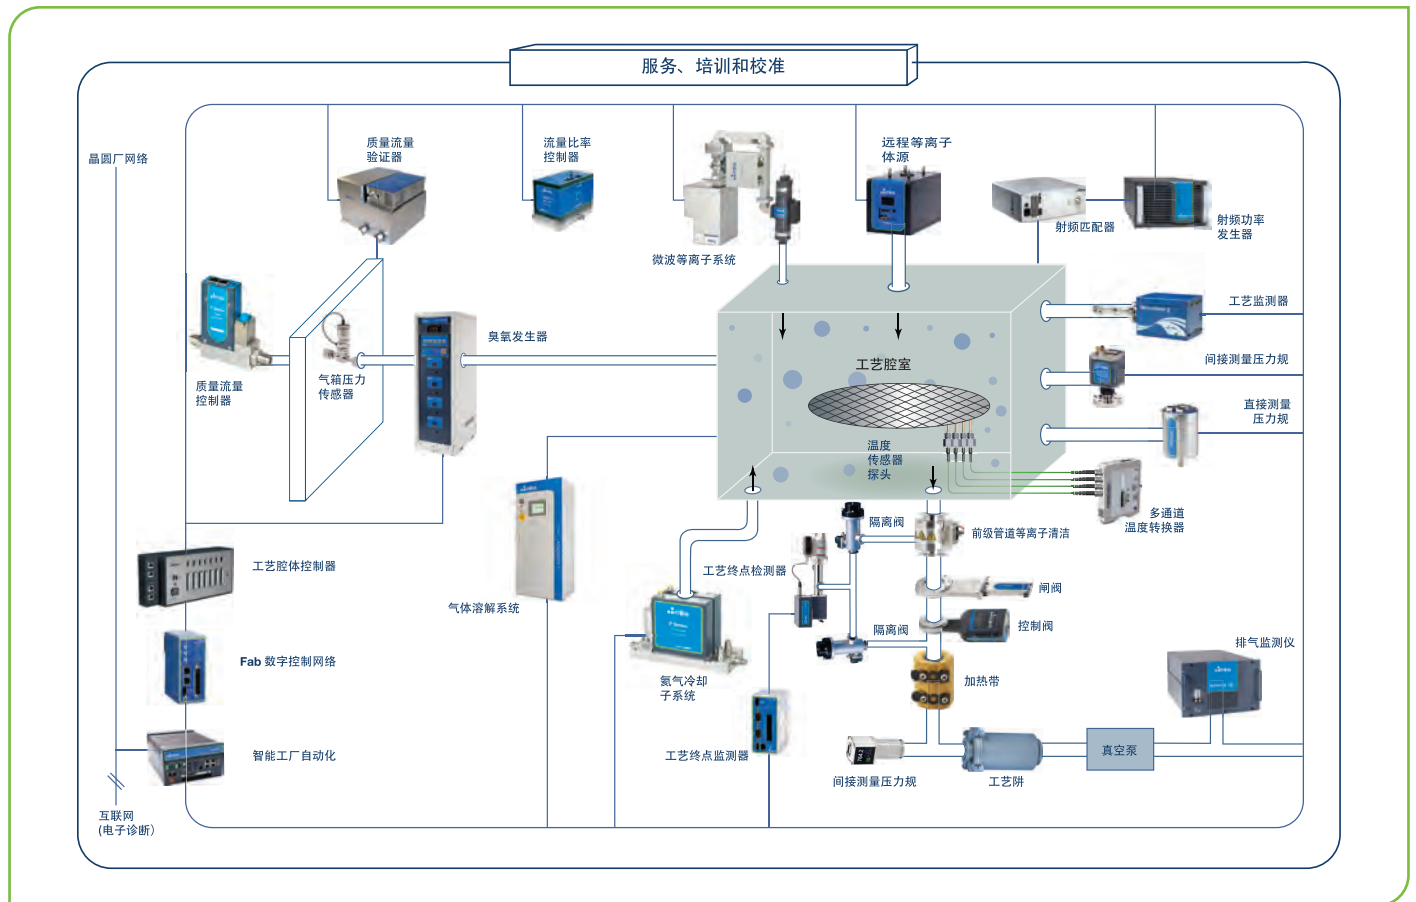 服务、培训和校准
晶圆厂网络
质量流量
验证器
流量比率
控制器
远程等离子
体源
射频匹配器
射频功率
发生器
微波等离子系统
工艺监测器
质量流量
控制器
气箱压力
传感器
臭氧发生器
工艺腔室
间接测量压力规
直接测量
压力规
温度
传感器
探头
多通道
温度转换器
隔离阀
前级管道等离子清洁
工艺腔体控制器
工艺终点检测器
闸阀
气体溶解系统
隔离阀
控制阀
Fab 数字控制网络
氦气冷却
子系统
加热带
排气监测仪
智能工厂自动化
工艺终点监测器
间接测量压力规
工艺阱
真空泵
互联网
(电子诊断)